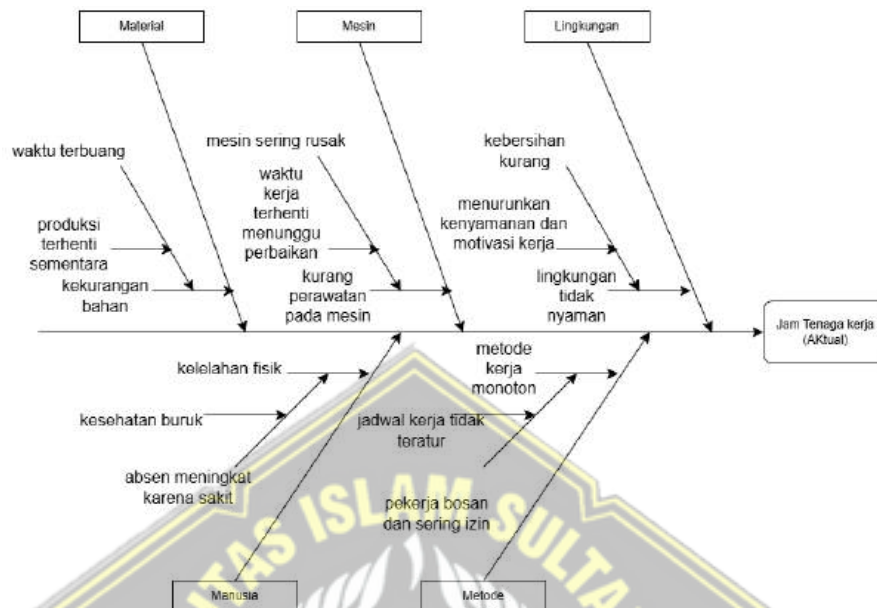 Material
Mesin
Lingkungan
waktu terbuang
mesin sering rusak
kebersihan
kurang
waktu
kerja
terhenti
menunggu
perbaikan
menurunkan
kenyamanan dan
motivasi kerja
produksi
terhenti
sementara
kekurangan
bahan
kurang
perawatan
pada mesin
lingkungan
tidak
nyaman
Jam Tenaga kerja
(AKtual)
kelelahan fisik
metode
kerja
monoton
kesehatan buruk
jadwal kerja tidak
teratur
absen meningkat
karena sakit
pekerja bosan
dan sering izin
ISLAM
Manusia
Metode